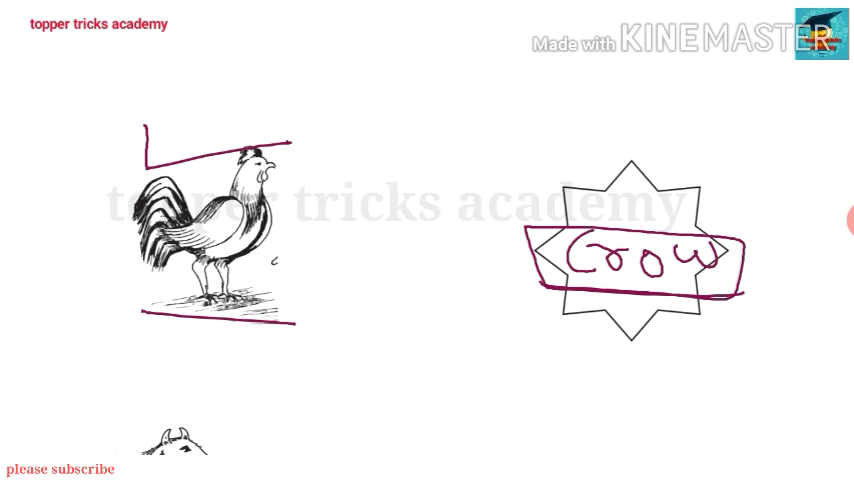 topper tricks academy
Made with KINEMASTER
topper tricks academy
Crow
please subscribe